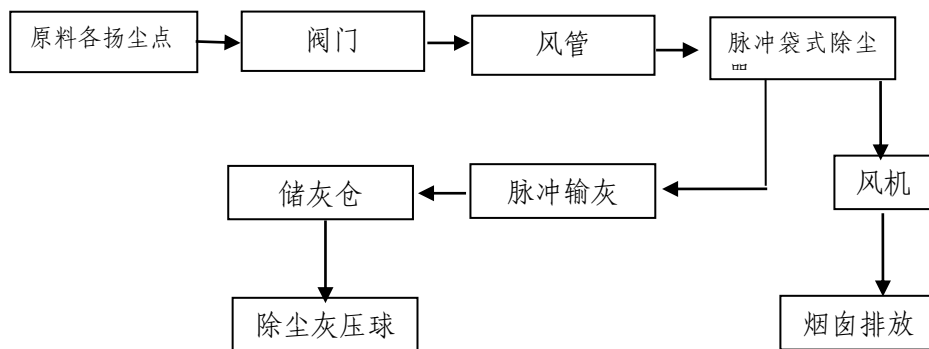 原料各扬尘点
阀门
风管
脉冲袋式除尘
储灰仓
脉冲输灰
风机
除尘灰压球
烟囱排放